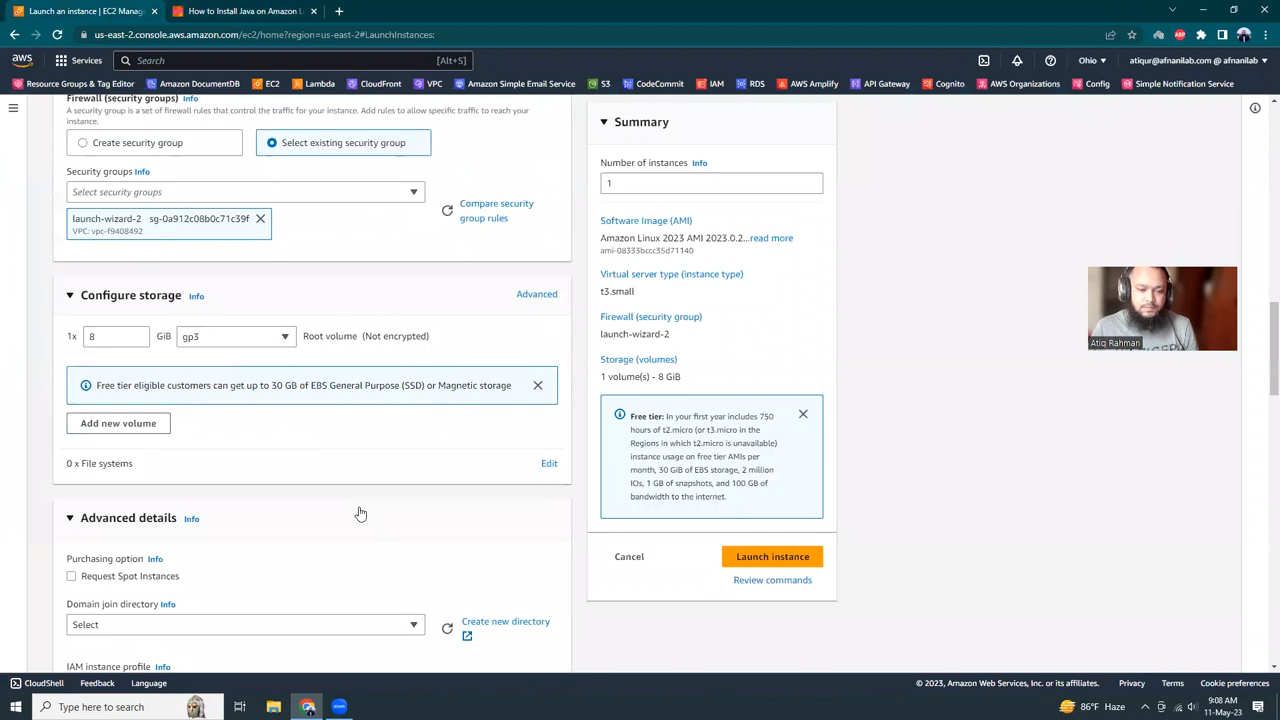 Launch an instance | EC2 Manage
How to Install Java on Amazon L
us-east-2.console.aws.amazon.com/ec2/home?region=us-east-2#LaunchInstances:
aws
Services
Search
[Alt+S]
Ohio
atiqur@afnanilab.com @ afnanilab
Resource Groups & Tag Editor
Amazon DocumentDB
EC2
Lambda
CloudFront
VPC
Amazon Simple Email Service
S3
CodeCommit
IAM
RDS
AWS Amplify
API Gateway
Cognito
AWS Organizations
Config
Simple Notification Service
Firewall (security groups) Info
A security group is a set of firewall rules that control the traffic for your instance. Add rules to allow specific traffic to reach your
instance.
Create security group
Select existing security group
Security groups Info
Select security groups
Compare security
group rules
launch-wizard-2 sg-0a912c08b0c71c39f
VPC: vpc-f9408492
Configure storage Info
Advanced
1x 8 GiB gp3 Root volume (Not encrypted)
Free tier eligible customers can get up to 30 GB of EBS General Purpose (SSD) or Magnetic storage
Add new volume
0 x File systems
Edit
Advanced details Info
Purchasing option Info
Request Spot Instances
Domain join directory Info
Select
Create new directory
IAM instance profile Info
Summary
Number of instances Info
1
Software Image (AMI)
Amazon Linux 2023 AMI 2023.0.2...read more
ami-08333bccc35d71140
Virtual server type (instance type)
t3.small
Firewall (security group)
launch-wizard-2
Storage (volumes)
1 volume(s) - 8 GiB
Free tier: In your first year includes 750
hours of t2.micro (or t3.micro in the
Regions in which t2.micro is unavailable)
instance usage on free tier AMIs per
month, 30 GiB of EBS storage, 2 million
IOs, 1 GB of snapshots, and 100 GB of
bandwidth to the internet.
Cancel
Launch instance
Review commands
Atiq Rahman
CloudShell
Feedback
Language
© 2023, Amazon Web Services, Inc. or its affiliates.
Privacy
Terms
Cookie preferences
Type here to search
86°F Haze
9:08 AM
11-May-23